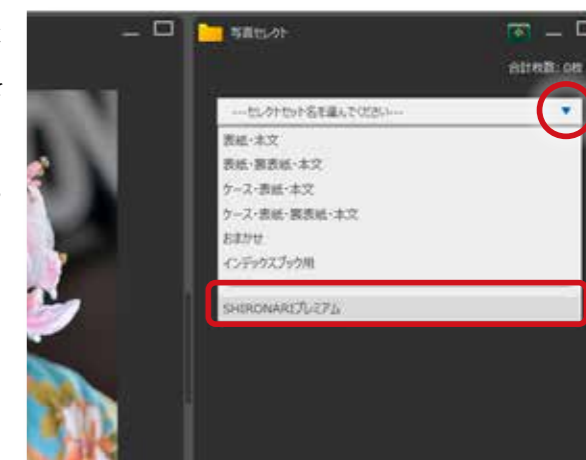 写真セレクト
合計枚数: 0枚
---セレクトセット名を選んでください---
表紙・本文
表紙・裏表紙・本文
ケース・表紙・本文
ケース・表紙・裏表紙・本文
おまかせ
インデックスブック用
SHIRONARIプレミアム